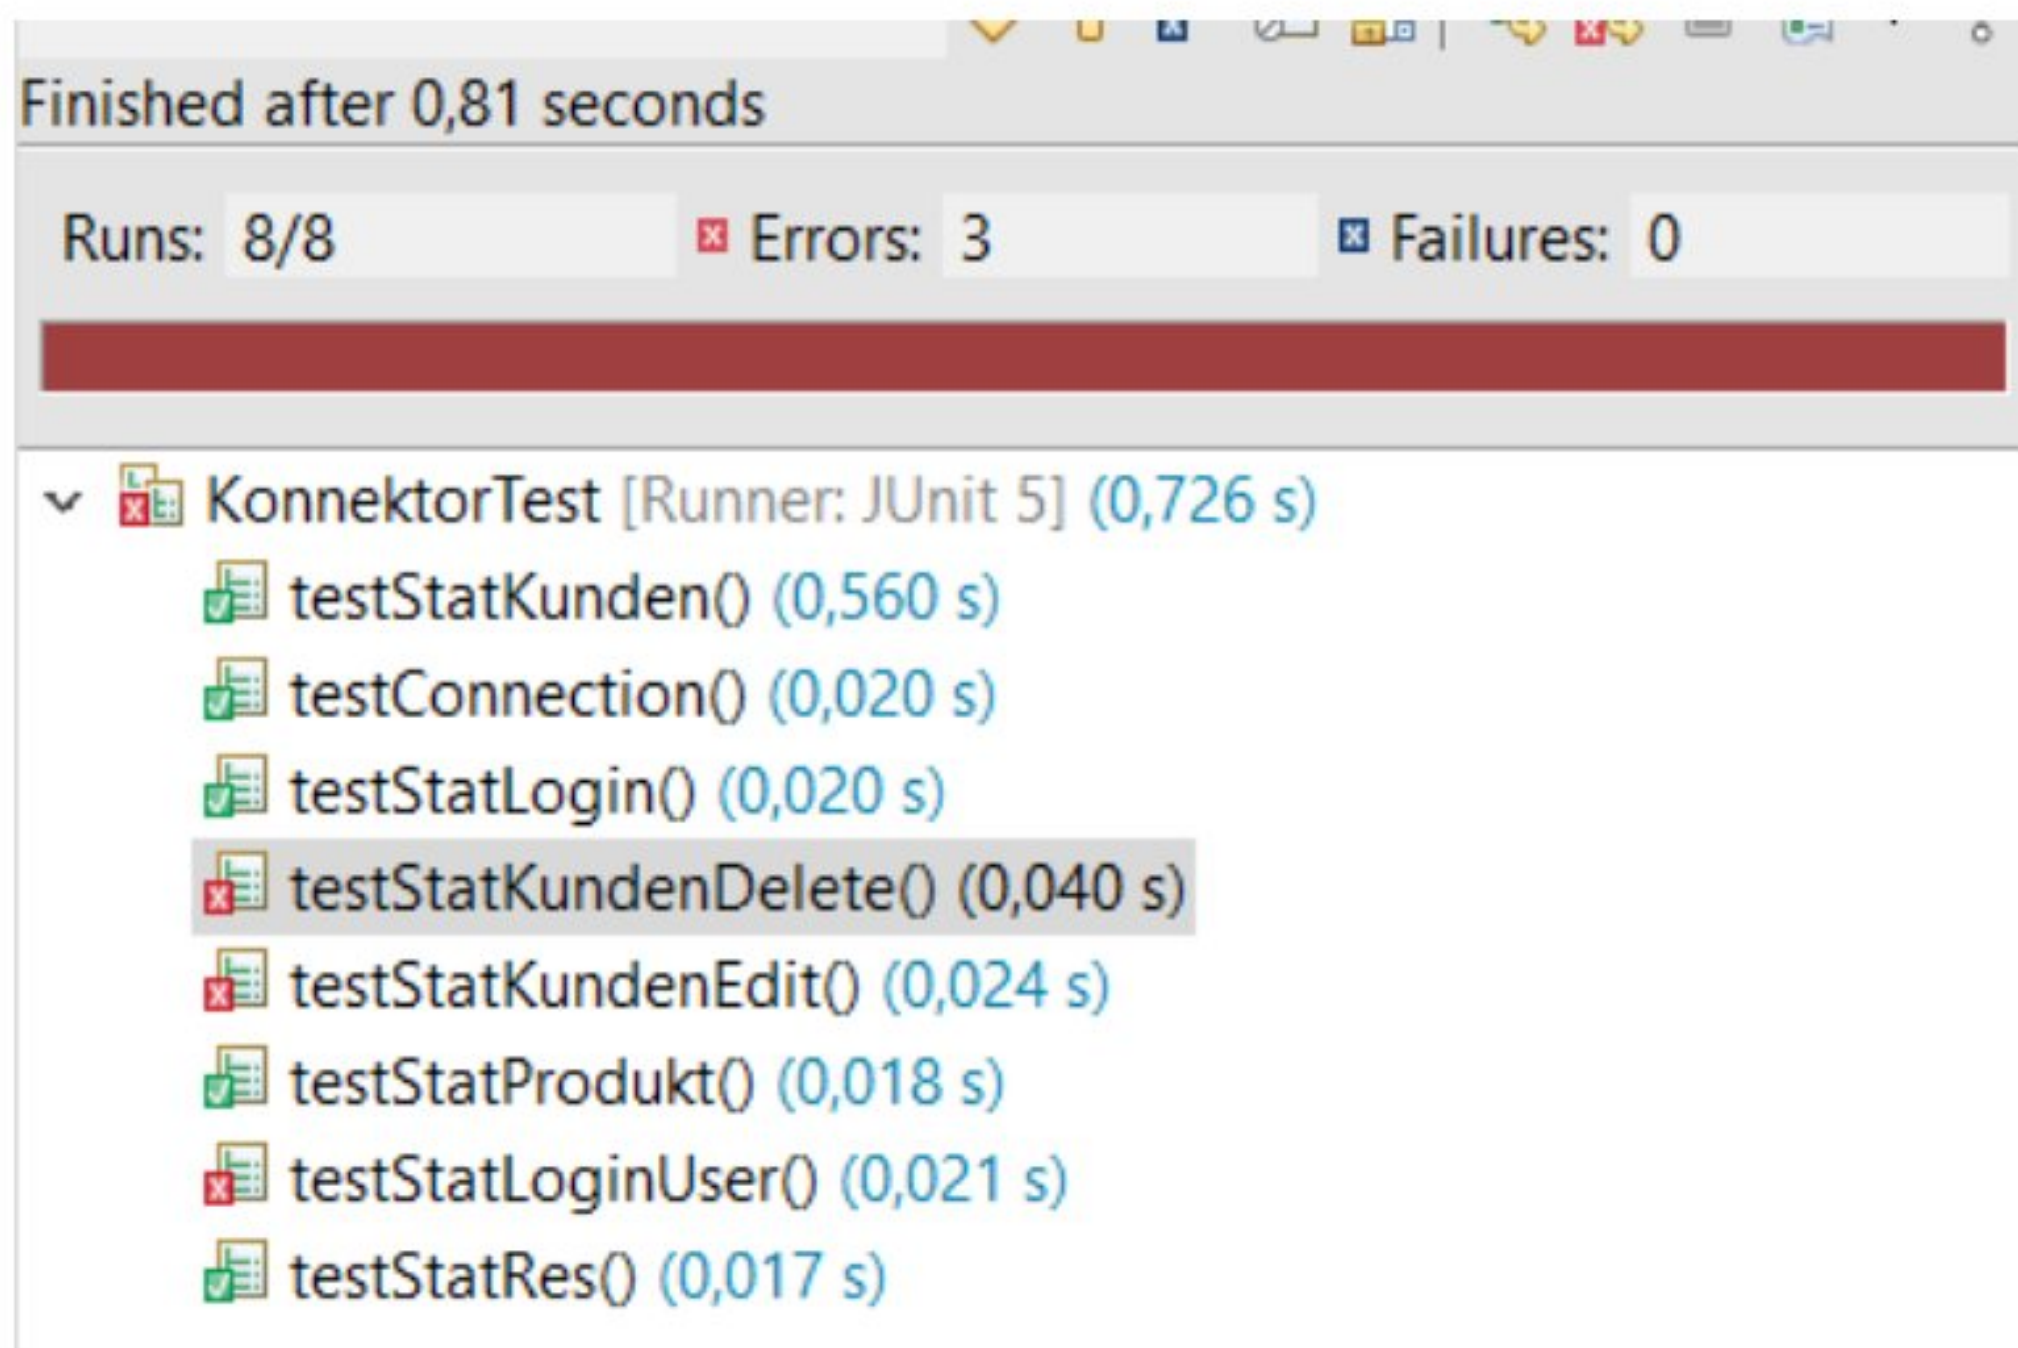 Finished after 0,81 seconds
Runs: 8/8 Errors: 3 Failures: 0
KonnektorTest [Runner: JUnit 5] (0,726 s)
testStatKunden() (0,560 s)
testConnection() (0,020 s)
testStatLogin() (0,020 s)
testStatKundenDelete() (0,040 s)
testStatKundenEdit() (0,024 s)
testStatProdukt() (0,018 s)
testStatLoginUser() (0,021 s)
testStatRes() (0,017 s)